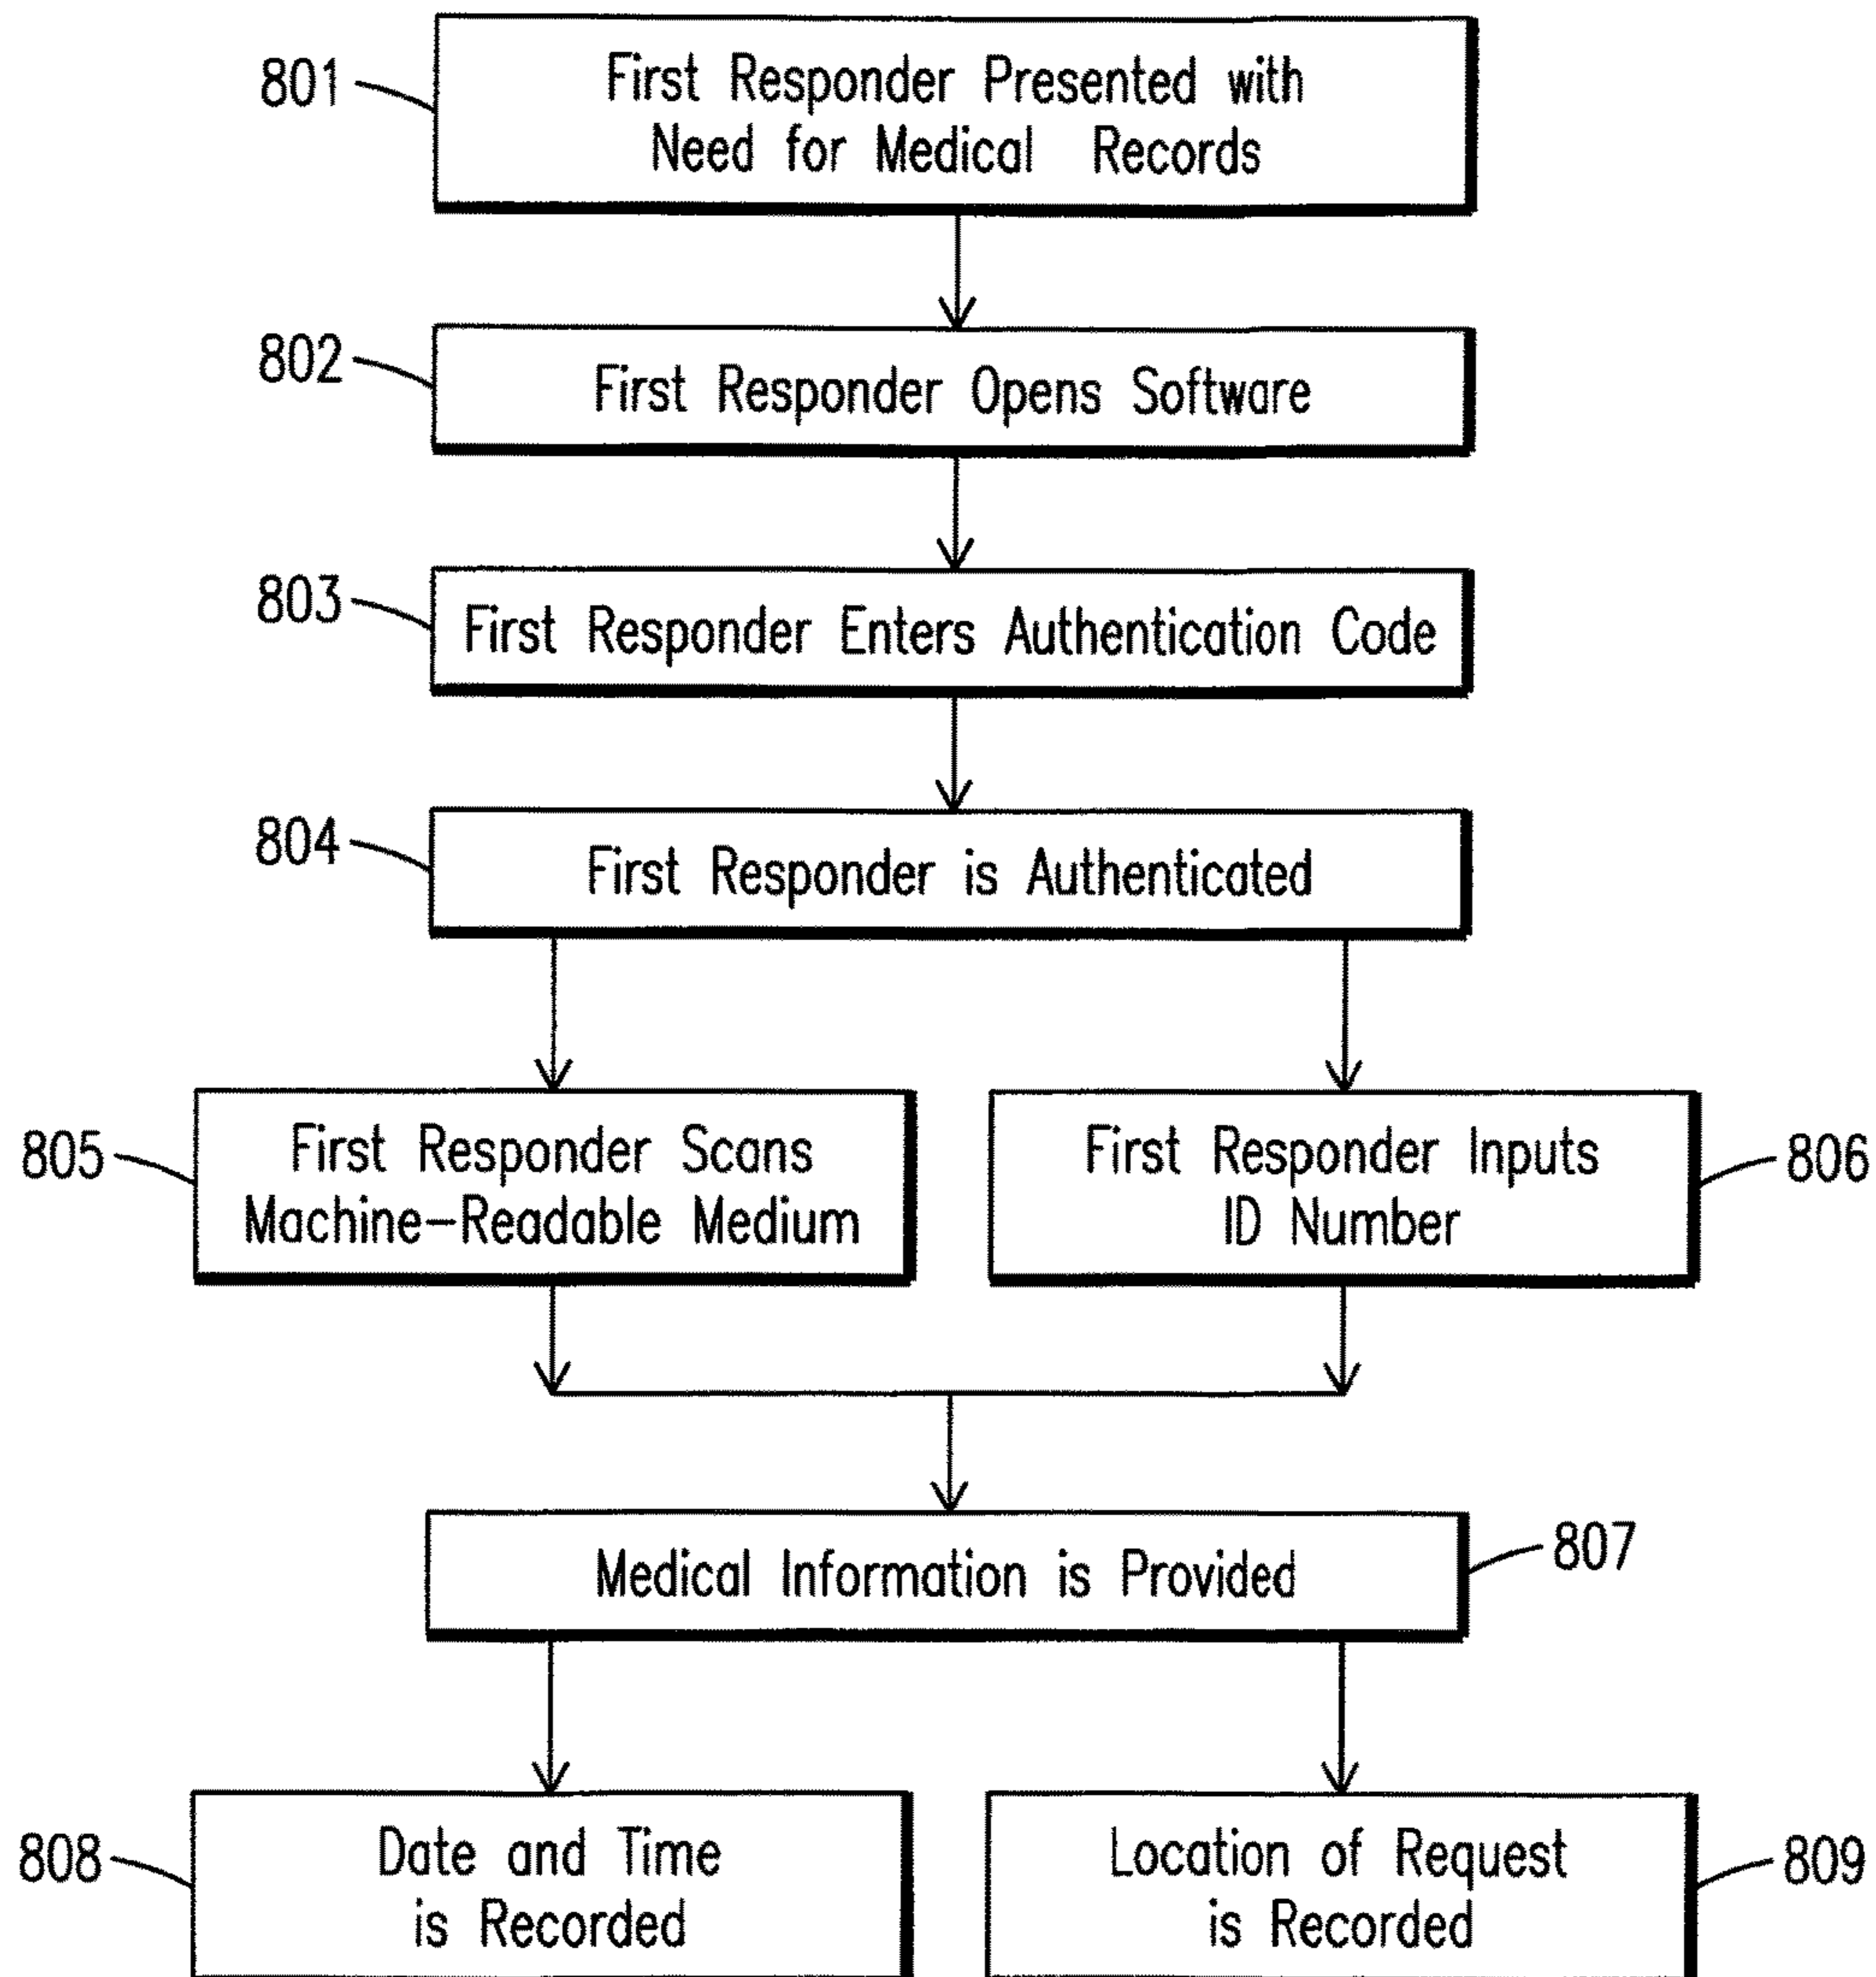 801
First Responder Presented with
Need for Medical Records
802
First Responder Opens Software
803
First Responder Enters Authentication Code
804
First Responder is Authenticated
805
First Responder Scans
Machine-Readable Medium
First Responder Inputs
ID Number
806
Medical Information is Provided
807
808
Date and Time
is Recorded
Location of Request
is Recorded
809